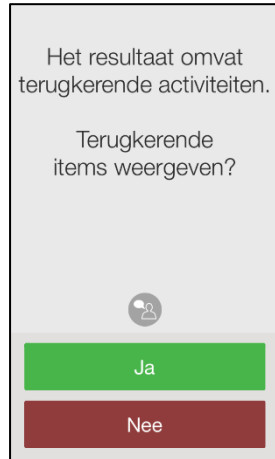 Het resultaat omvat
terugkerende activiteiten.
Terugkerende
items weergeven?
Ja
Nee